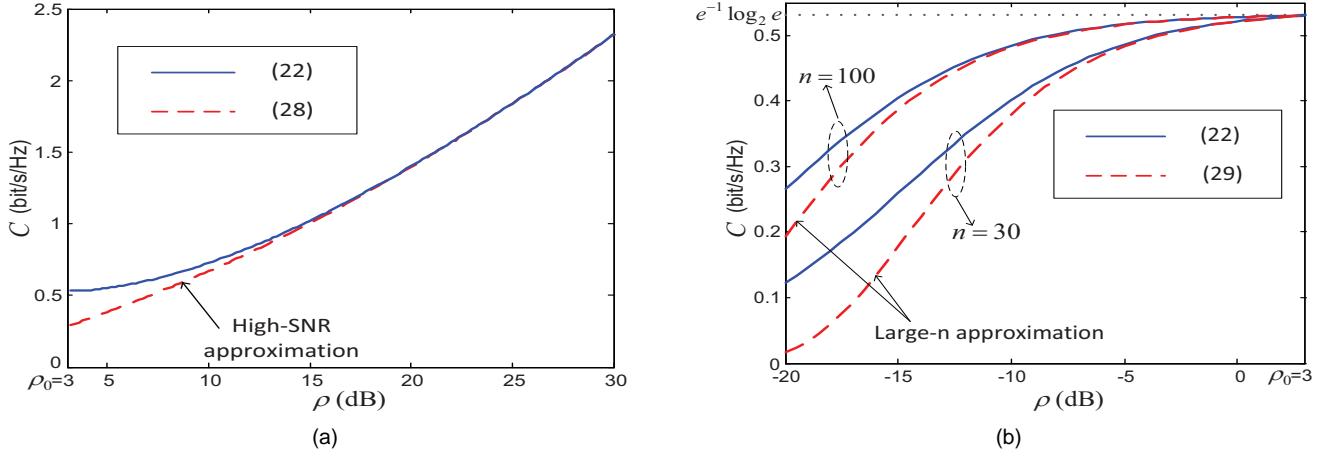 2.5
2
1.5
1
0.5
0
C (bit/s/Hz)
(22)
(28)
High-SNR
approximation
ρ₀=3
5
10
15
20
25
30
ρ (dB)
(a)
e⁻¹ log₂ e
0.5
0.4
0.3
0.2
0.1
0
C (bit/s/Hz)
n = 100
n = 30
(22)
(29)
Large-n approximation
-20
-15
-10
-5
0
ρ₀=3
ρ (dB)
(b)